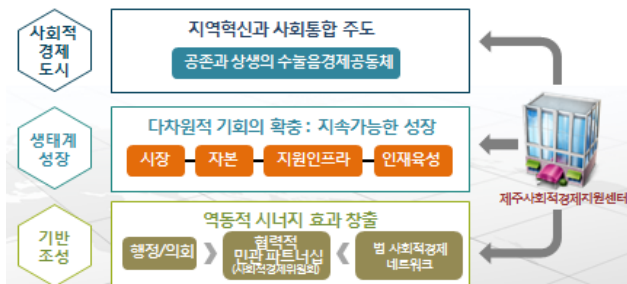 사회적
경제
도시
지역혁신과 사회통합 주도
공존과 상생의 수눌음경제공동체
생태계
성장
다차원적 기회의 확충 : 지속가능한 성장
시장
자본
지원인프라
인재육성
제주사회적경제지원센터
기반
조성
역동적 시너지 효과 창출
행정/의회
협력적
민관파트너십
(사회적경제위원회)
범 사회적경제
네트워크